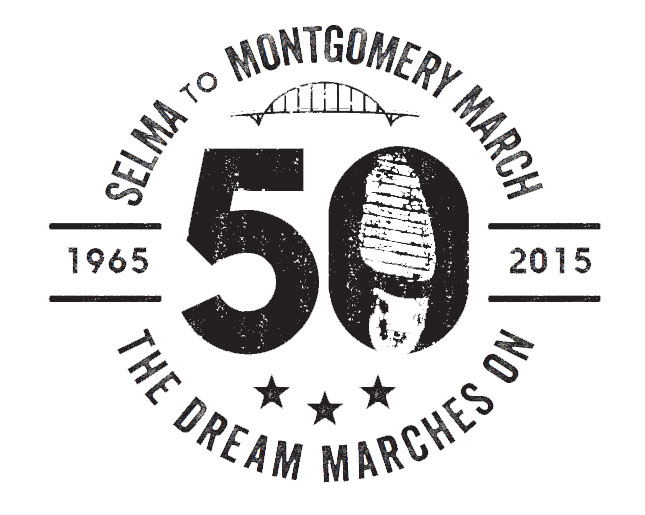 SELMA TO MONTGOMERY MARCH
50
1965
2015
THE DREAM MARCHES ON